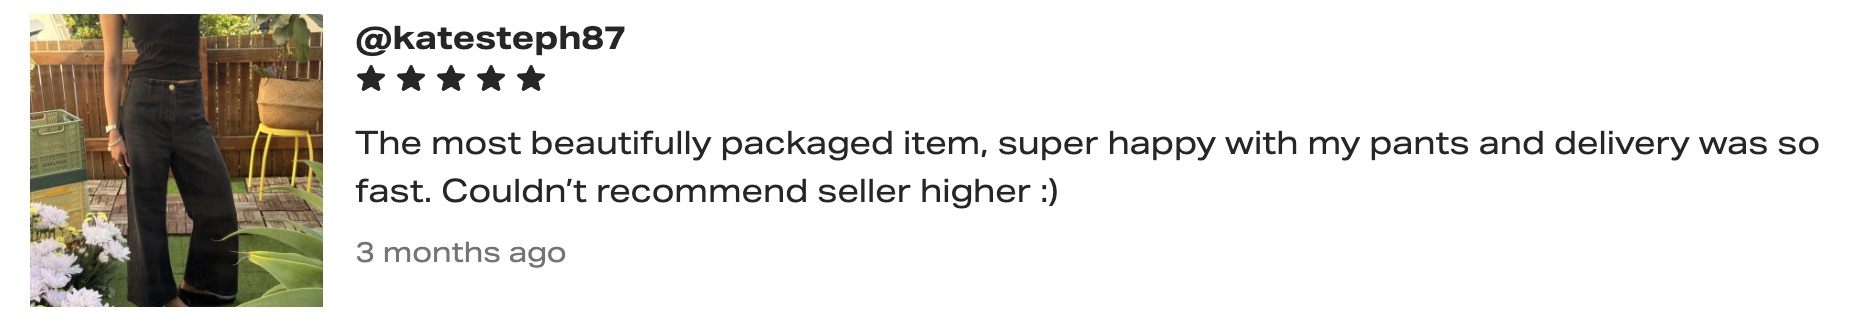 @katesteph87
The most beautifully packaged item, super happy with my pants and delivery was so
fast. Couldn’t recommend seller higher :)
3 months ago